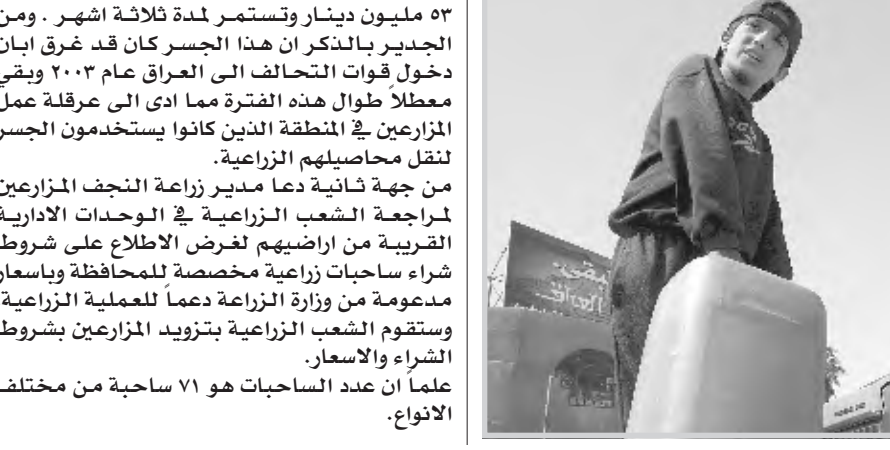 ٥٣ مليون دينار وتستمر لمدة ثلاثة اشهر . ومن
الجدير بالذكر ان هذا الجسر كان قد غرق ابان
دخول قوات التحالف الى العراق عام ٢٠٠٣ وبقي
معطلاً طوال هذه الفترة مما ادى الى عرقلة عمل
المزارعين في المنطقة الذين كانوا يستخدمون الجسر
لنقل محاصيلهم الزراعية.
من جهة ثانية دعا مدير زراعة النجف المزارعين
لمراجعة الشعب الزراعية في الوحدات الادارية
القريبة من اراضيهم لغرض الاطلاع على شروط
شراء ساحبات زراعية مخصصة للمحافظة وباسعار
مدعومة من وزارة الزراعة دعماً للعملية الزراعية
وستقوم الشعب الزراعية بتزويد المزارعين بشروط
الشراء والاسعار.
علماً ان عدد الساحبات هو ٧١ ساحبة من مختلف
الانواع.